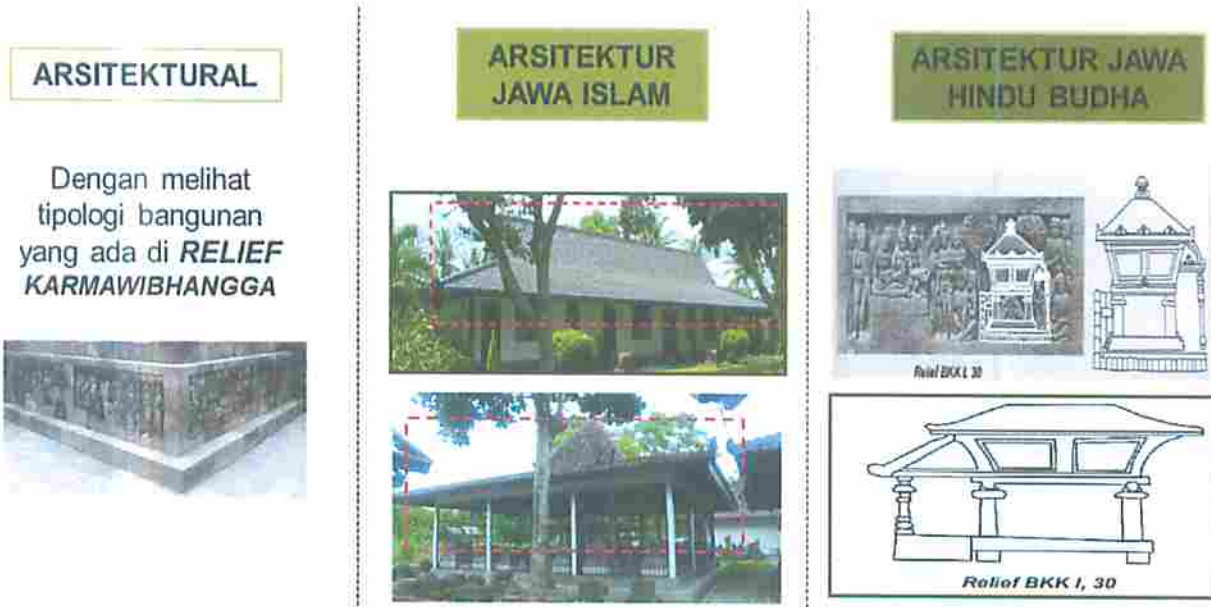 ARSITEKTURAL
Dengan melihat
tipologi bangunan
yang ada di RELIEF
KARMAWIBHANGGA
ARSITEKTUR
JAWA ISLAM
ARSITEKTUR JAWA
HINDU BUDHA
Relief BKK I, 30
Relief BKK I, 30